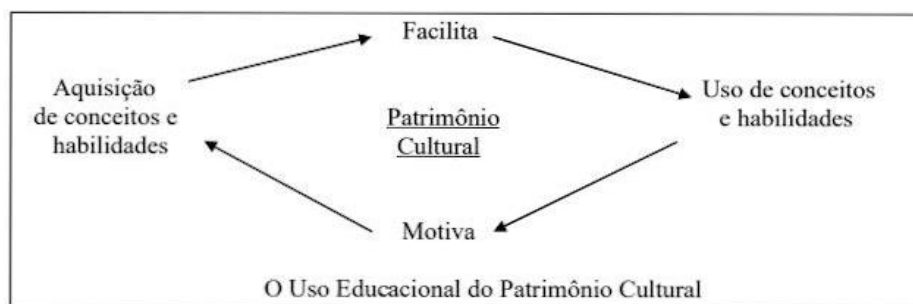 Facilita
Aquisição
de conceitos e
habilidades
Patrimônio
Cultural
Uso de conceitos
e habilidades
Motiva
O Uso Educacional do Patrimônio Cultural